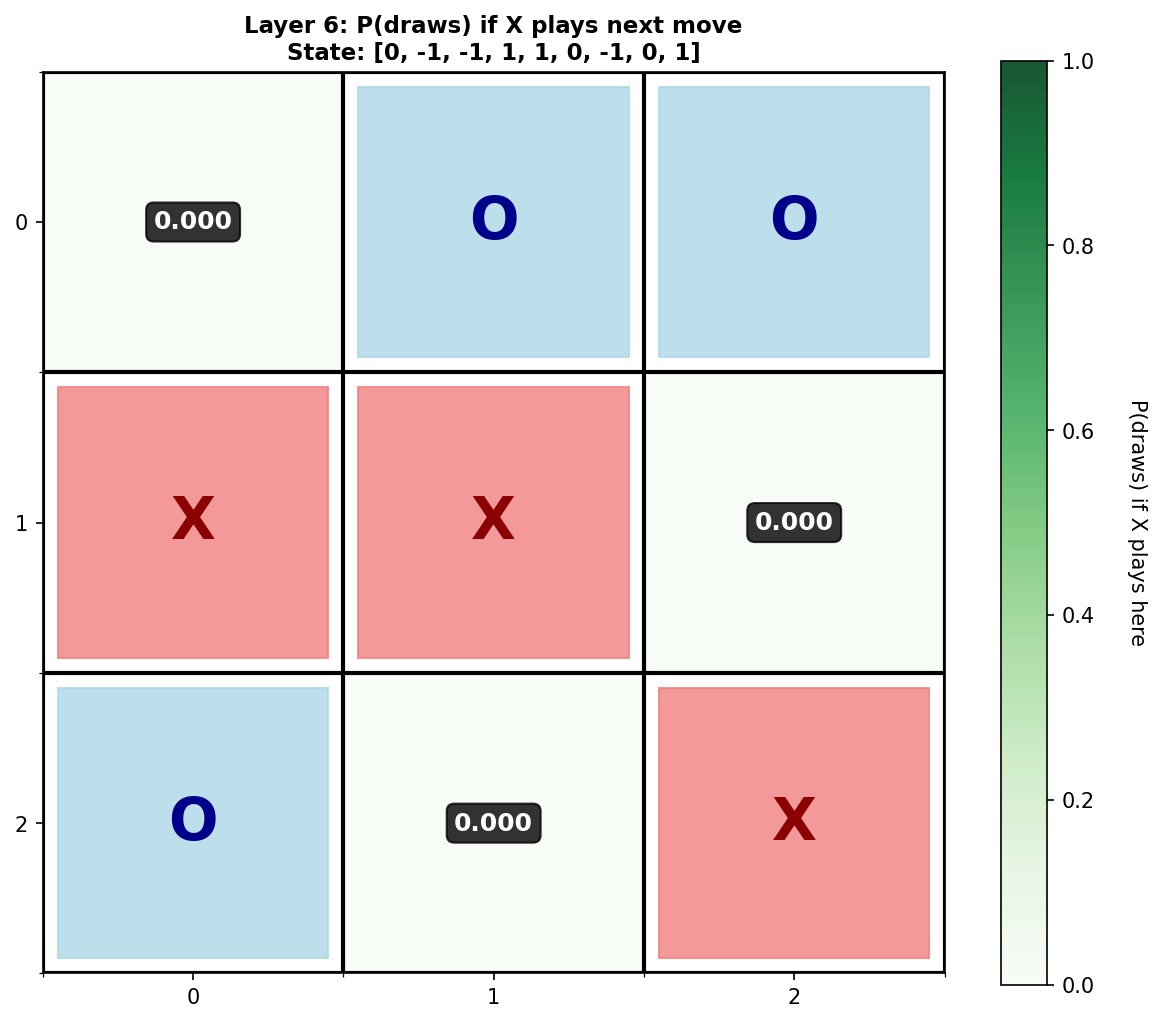 Layer 6: P(draws) if X plays next move
State: [0, -1, -1, 1, 1, 0, -1, 0, 1]
1.0
0.8
0.6
0.4
0.2
0.0
P(draws) if X plays here
0
0.000
O
O
1
X
X
0.000
2
O
0.000
X
0
1
2